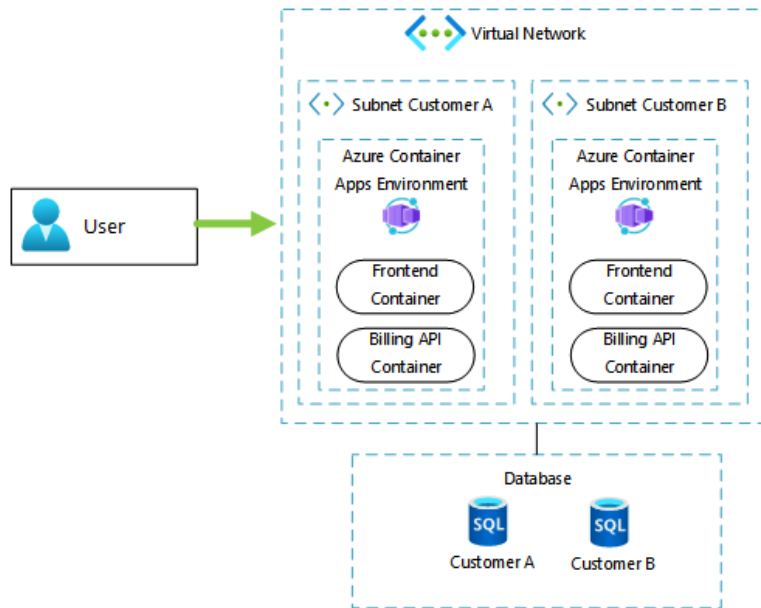 Virtual Network
Subnet Customer A
Subnet Customer B
Azure Container
Apps Environment
Azure Container
Apps Environment
User
Frontend
Container
Frontend
Container
Billing API
Container
Billing API
Container
Database
SQL
SQL
Customer A
Customer B